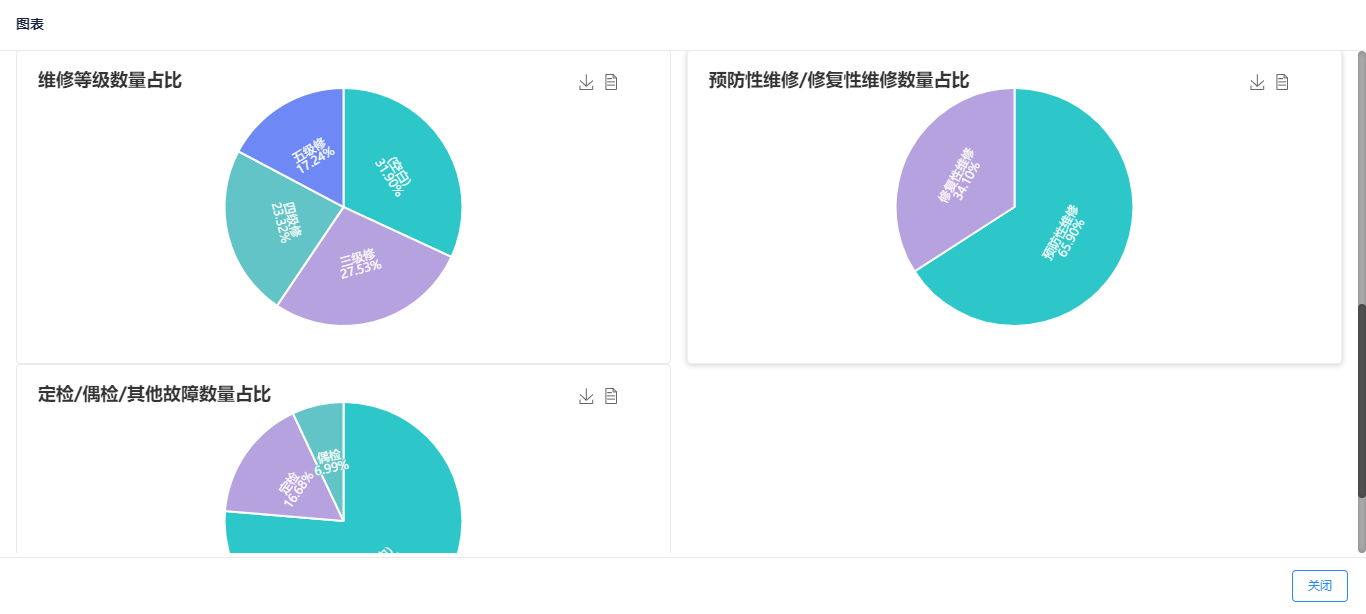 图表
维修等级数量占比
五级修
17.24%
(空白)
31.90%
四级修
23.32%
三级修
27.53%
预防性维修/修复性维修数量占比
修复性维修
34.10%
预防性维修
65.90%
定检/偶检/其他故障数量占比
偶检
6.99%
定检
16.68%
关闭